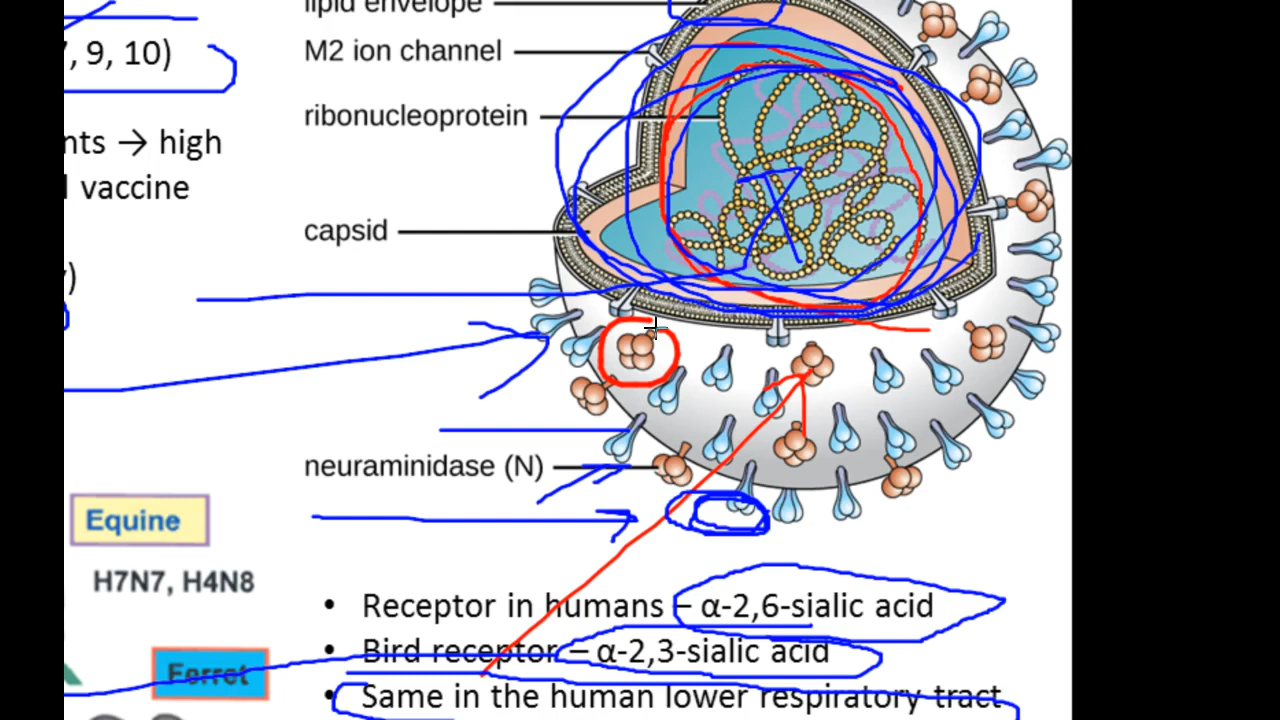 lipid envelope
, 9, 10)
M2 ion channel
ribonucleoprotein
nts → high
vaccine
capsid
)
neuraminidase (N)
Equine
H7N7, H4N8
Ferret
• Receptor in humans – α-2,6-sialic acid
• Bird receptor – α-2,3-sialic acid
• Same in the human lower respiratory tract